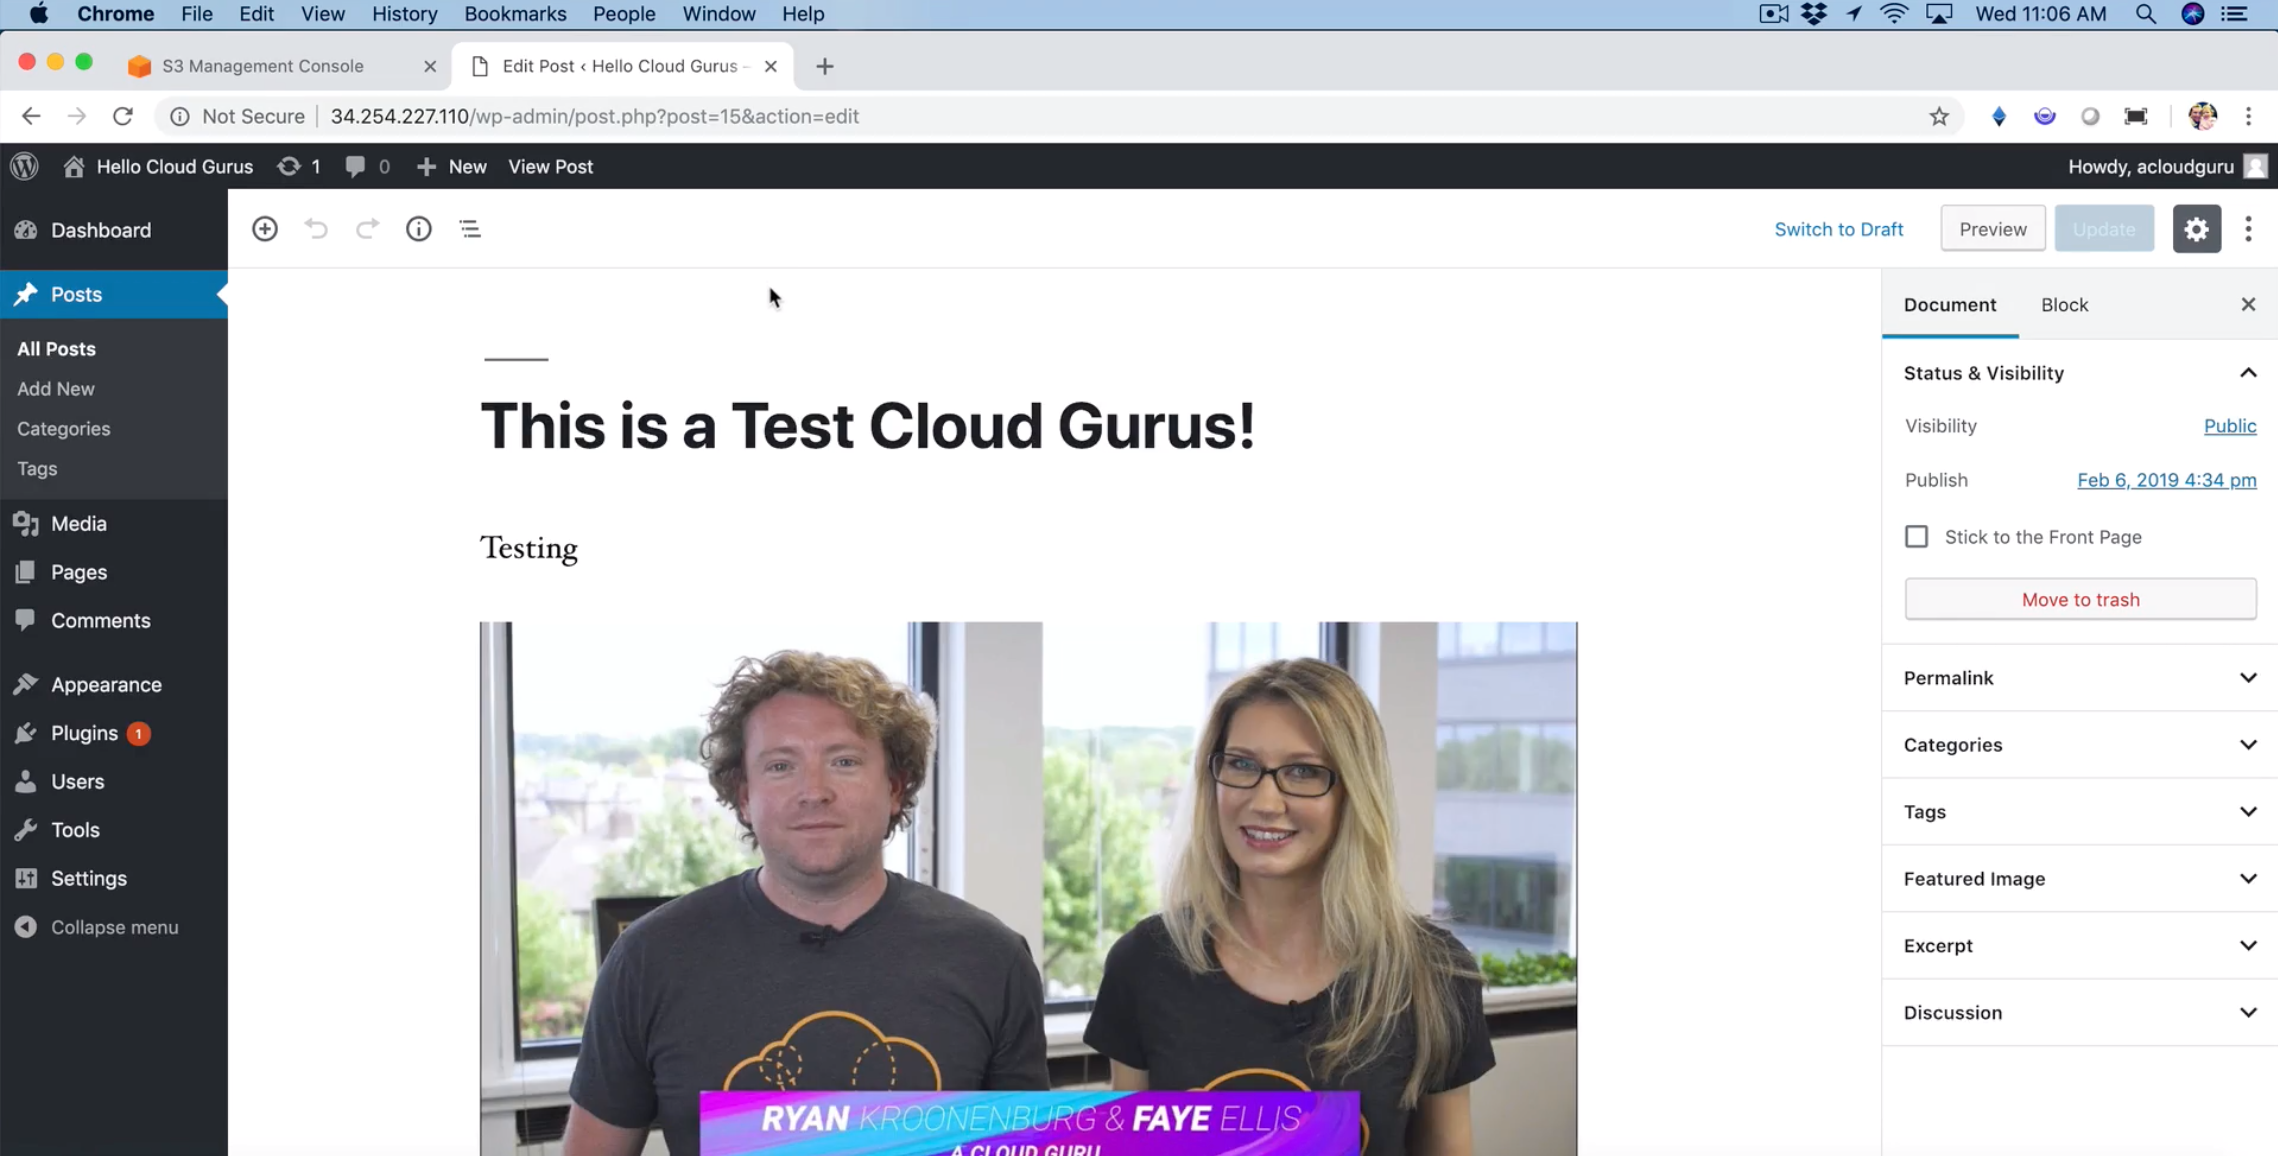 Chrome File Edit View History Bookmarks People Window Help Wed 11:06 AM
S3 Management Console Edit Post ‹ Hello Cloud Gurus –
Not Secure 34.254.227.110/wp-admin/post.php?post=15&action=edit
Hello Cloud Gurus 1 0 New View Post Howdy, acloudguru
Dashboard
Switch to Draft Preview Update
Posts
All Posts
Add New
Categories
Tags
Media
Pages
Comments
Appearance
Plugins 1
Users
Tools
Settings
Collapse menu
This is a Test Cloud Gurus!
Testing
RYAN KROONENBURG & FAYE ELLIS
A CLOUD GURU
Document Block
Status & Visibility
Visibility Public
Publish Feb 6, 2019 4:34 pm
Stick to the Front Page
Move to trash
Permalink
Categories
Tags
Featured Image
Excerpt
Discussion